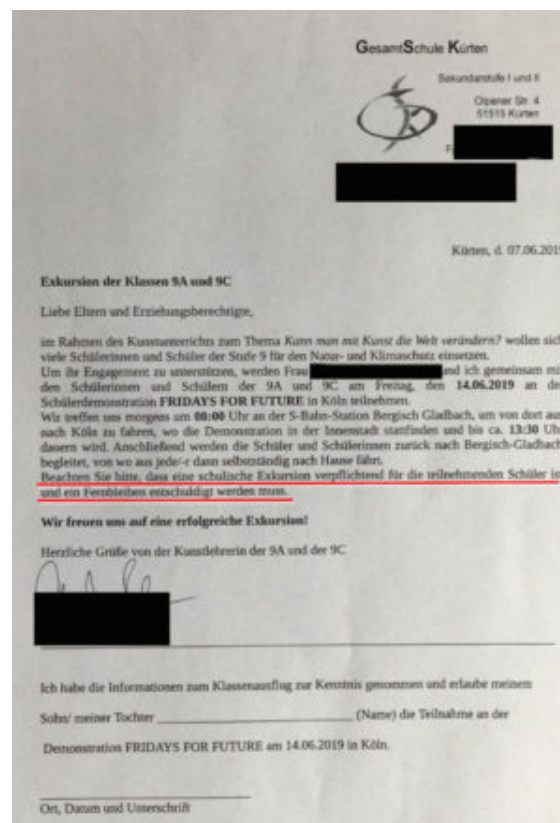 GesamtSchule Kürten
Sekundarstufe I und II
Olpener Str. 4
51515 Kürten
F
Kürten, d. 07.06.2019
Exkursion der Klassen 9A und 9C
Liebe Eltern und Erziehungsberechtigte,
im Rahmen des Kunstunterrichts zum Thema Kann man mit Kunst die Welt verändern? wollen sich
viele Schülerinnen und Schüler der Stufe 9 für den Natur- und Klimaschutz einsetzen.
Um ihr Engagement zu unterstützen, werden Frau und ich gemeinsam mi
den Schülerinnen und Schülern der 9A und 9C am Freitag, den 14.06.2019 an de
Schülerdemonstration FRIDAYS FOR FUTURE in Köln teilnehmen.
Wir treffen uns morgens um 08:00 Uhr an der S-Bahn-Station Bergisch Gladbach, um von dort aus
nach Köln zu fahren, wo die Demonstration in der Innenstadt stattfinden und bis ca. 13:30 Uh
dauern wird. Anschließend werden die Schüler und Schülerinnen zurück nach Bergisch-Gladbach
begleitet, von wo aus jede/-r dann selbstständig nach Hause fährt.
Beachten Sie bitte, dass eine schulische Exkursion verpflichtend für die teilnehmenden Schüler is
und ein Fernbleiben entschuldigt werden muss.
Wir freuen uns auf eine erfolgreiche Exkursion!
Herzliche Grüße von der Kunstlehrerin der 9A und der 9C
Ich habe die Informationen zum Klassenausflug zur Kenntnis genommen und erlaube meinem
Sohn/ meiner Tochter (Name) die Teilnahme an der
Demonstration FRIDAYS FOR FUTURE am 14.06.2019 in Köln.
Ort, Datum und Unterschrift